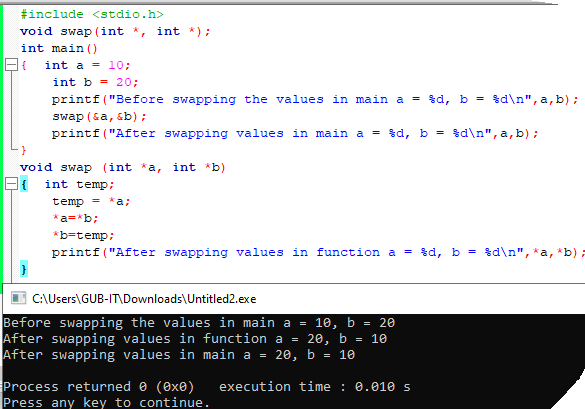 #include <stdio.h>
void swap(int *, int *);
int main()
{ int a = 10;
int b = 20;
printf("Before swapping the values in main a = %d, b = %d\n",a,b);
swap(&a,&b);
printf("After swapping values in main a = %d, b = %d\n",a,b);
}
void swap (int *a, int *b)
{ int temp;
temp = *a;
*a=*b;
*b=temp;
printf("After swapping values in function a = %d, b = %d\n",*a,*b);
}
C:\Users\GUB-IT\Downloads\Untitled2.exe
Before swapping the values in main a = 10, b = 20
After swapping values in function a = 20, b = 10
After swapping values in main a = 20, b = 10
Process returned 0 (0x0) execution time : 0.010 s
Press any key to continue.